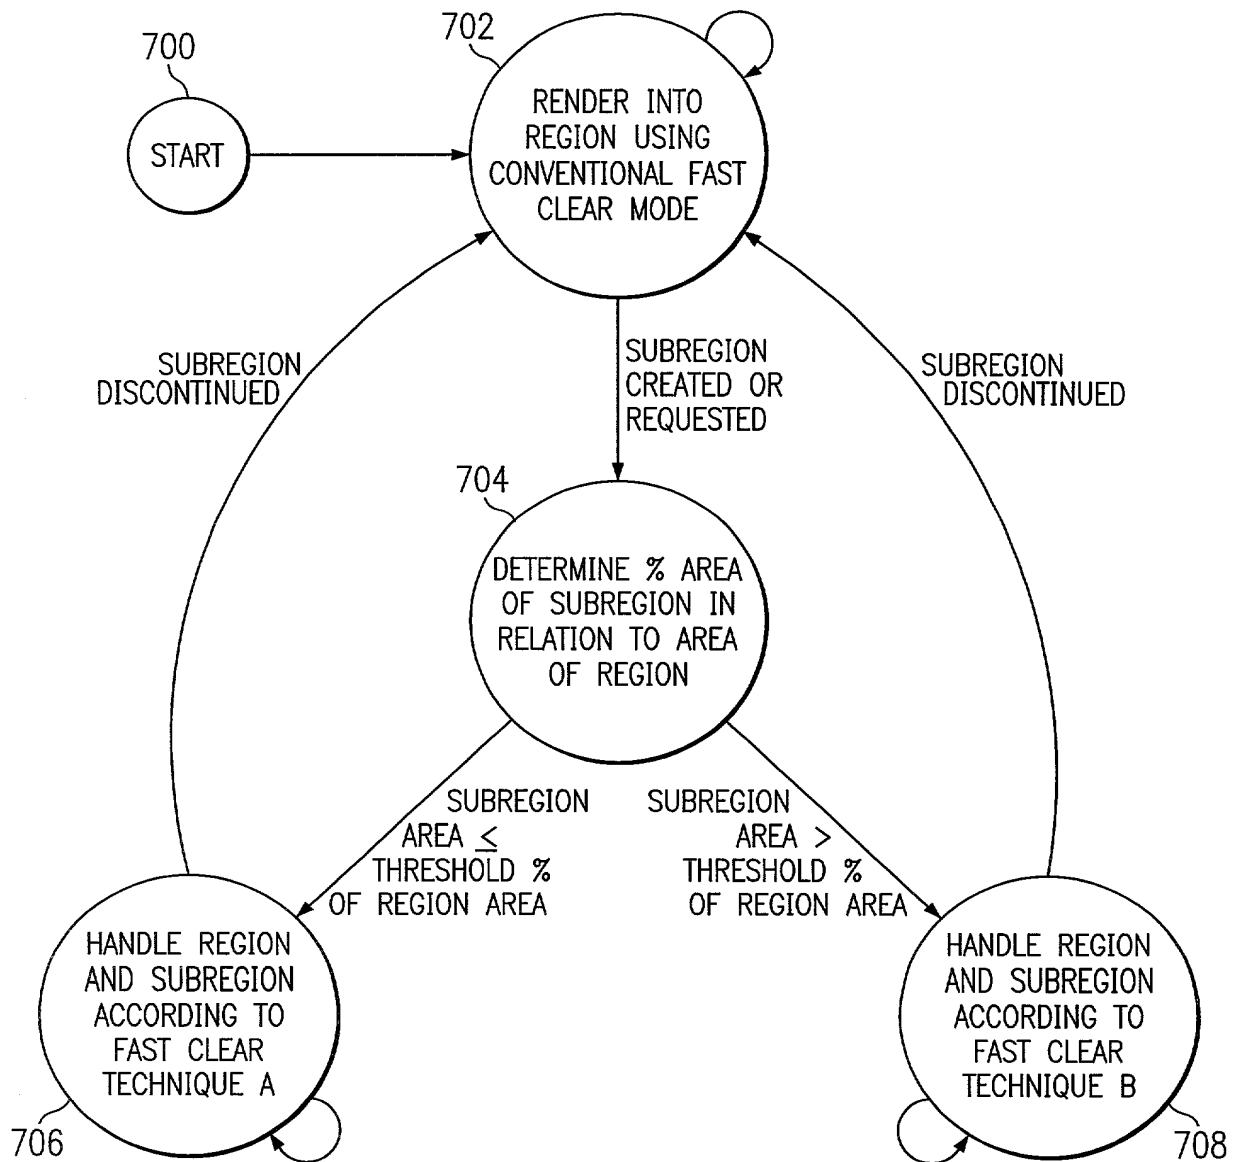 700
START
702
RENDER INTO
REGION USING
CONVENTIONAL FAST
CLEAR MODE
SUBREGION
DISCONTINUED
SUBREGION
CREATED OR
REQUESTED
SUBREGION
DISCONTINUED
704
DETERMINE % AREA
OF SUBREGION IN
RELATION TO AREA
OF REGION
SUBREGION
AREA ≤
THRESHOLD %
OF REGION AREA
SUBREGION
AREA >
THRESHOLD %
OF REGION AREA
HANDLE REGION
AND SUBREGION
ACCORDING TO
FAST CLEAR
TECHNIQUE A
706
HANDLE REGION
AND SUBREGION
ACCORDING TO
FAST CLEAR
TECHNIQUE B
708